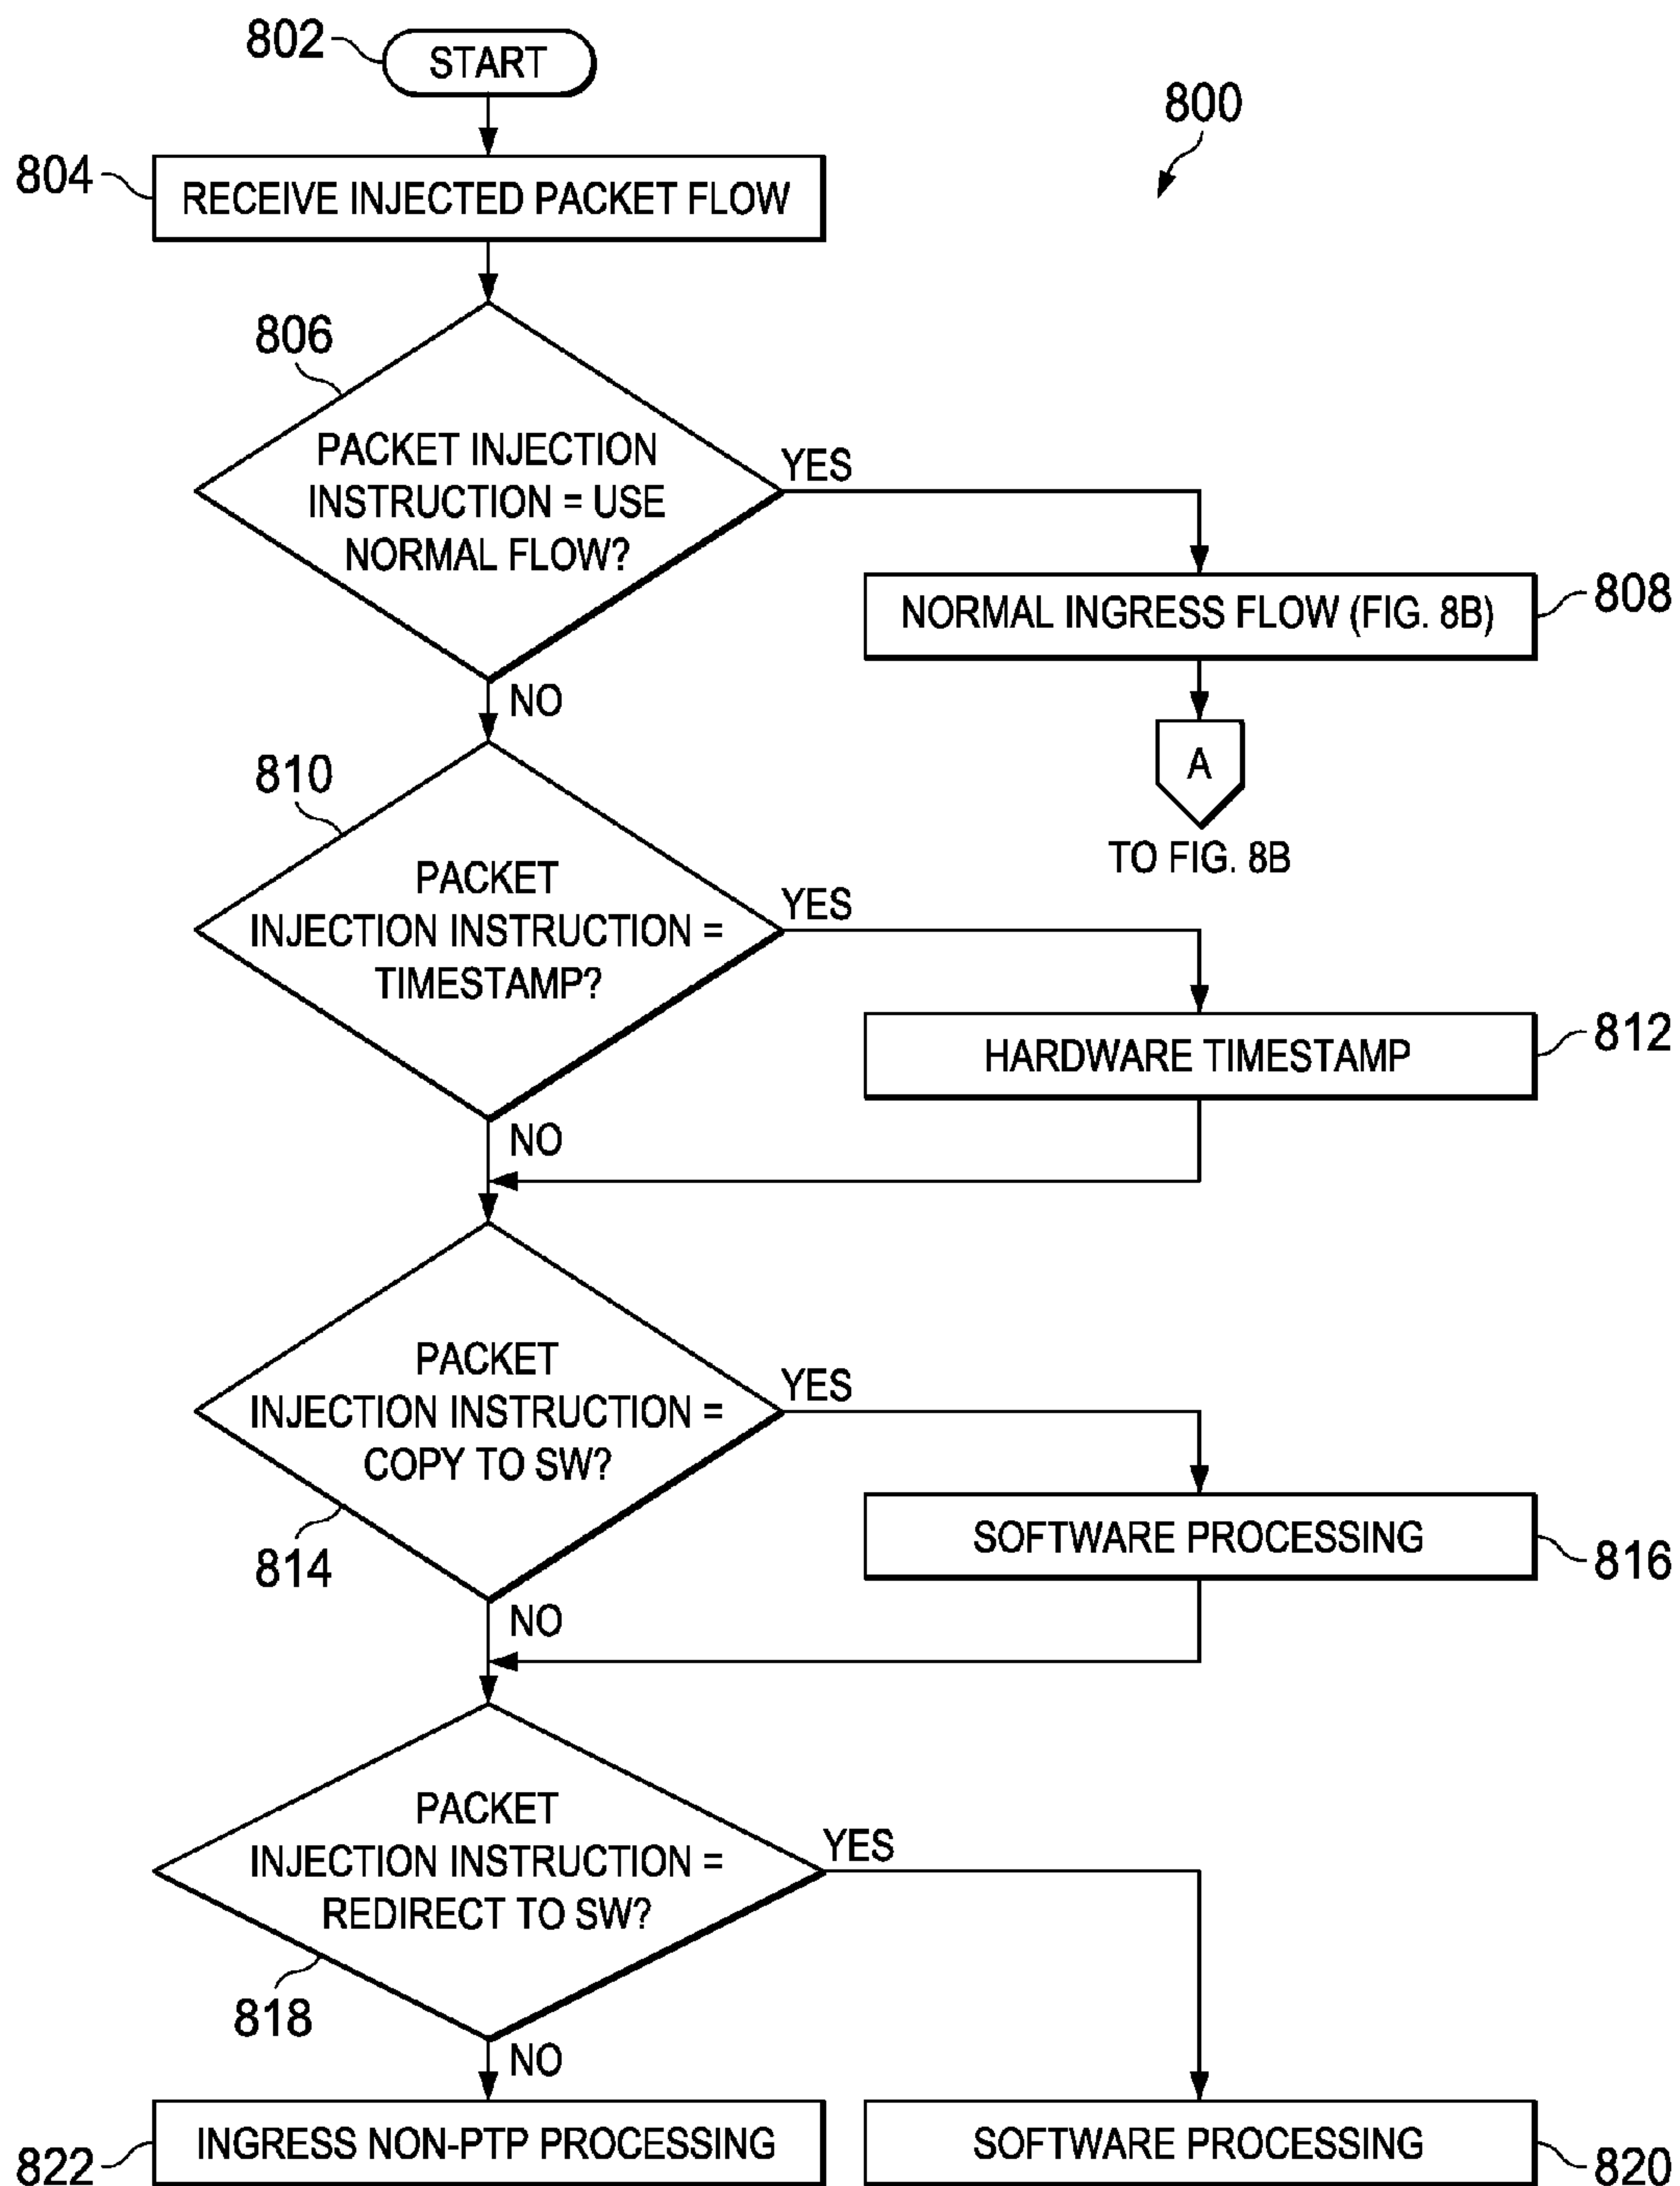 802
START
800
804
RECEIVE INJECTED PACKET FLOW
806
PACKET INJECTION
INSTRUCTION = USE
NORMAL FLOW?
YES
NORMAL INGRESS FLOW (FIG. 8B)
808
NO
A
TO FIG. 8B
810
PACKET
INJECTION INSTRUCTION =
TIMESTAMP?
YES
HARDWARE TIMESTAMP
812
NO
PACKET
INJECTION INSTRUCTION =
COPY TO SW?
YES
814
SOFTWARE PROCESSING
816
NO
PACKET
INJECTION INSTRUCTION =
REDIRECT TO SW?
YES
818
NO
INGRESS NON-PTP PROCESSING
822
SOFTWARE PROCESSING
820